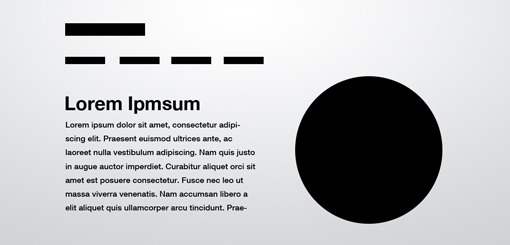 Lorem Ipmsum
Lorem ipsum dolor sit amet, consectetur adipi-
scing elit. Praesent euismod ultrices ante, ac
laoreet nulla vestibulum adipiscing. Nam quis justo
in augue auctor imperdiet. Curabitur aliquet orci sit
amet est posuere consectetur. Fusce nec leo ut
massa viverra venenatis. Nam accumsan libero a
elit aliquet quis ullamcorper arcu tincidunt. Prae-